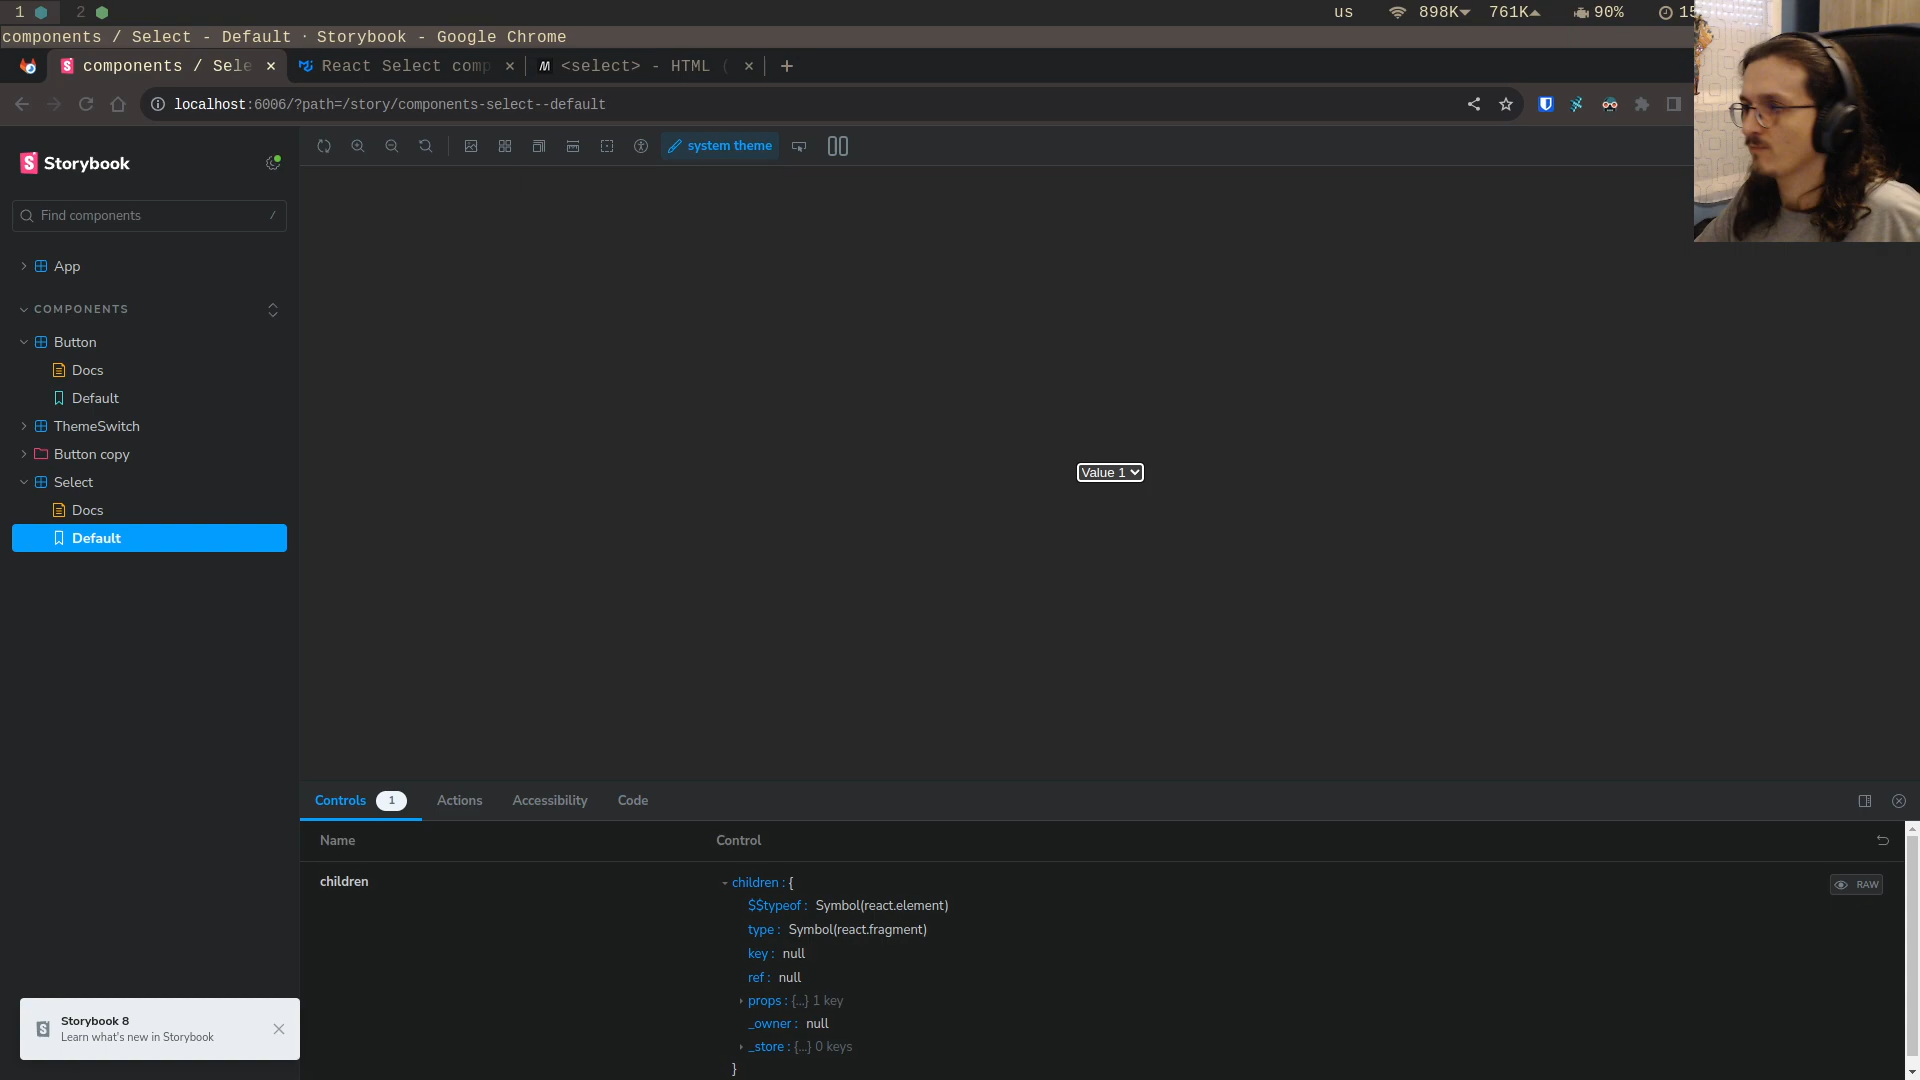 1 2 us 898K 761K 90% 15
components / Select - Default · Storybook - Google Chrome
components / Sele × React Select comp × <select> - HTML ( × +
localhost:6006/?path=/story/components-select--default
Storybook
system theme
Find components /
App
COMPONENTS
Button
Docs
Default
ThemeSwitch
Button copy
Select
Docs
Default
Value 1
Controls 1 Actions Accessibility Code
Name Control
children
children : {
$$typeof : Symbol(react.element)
RAW
type : Symbol(react.fragment)
key : null
ref : null
props : {...} 1 key
_owner : null
_store : {...} 0 keys
}
Storybook 8
Learn what's new in Storybook